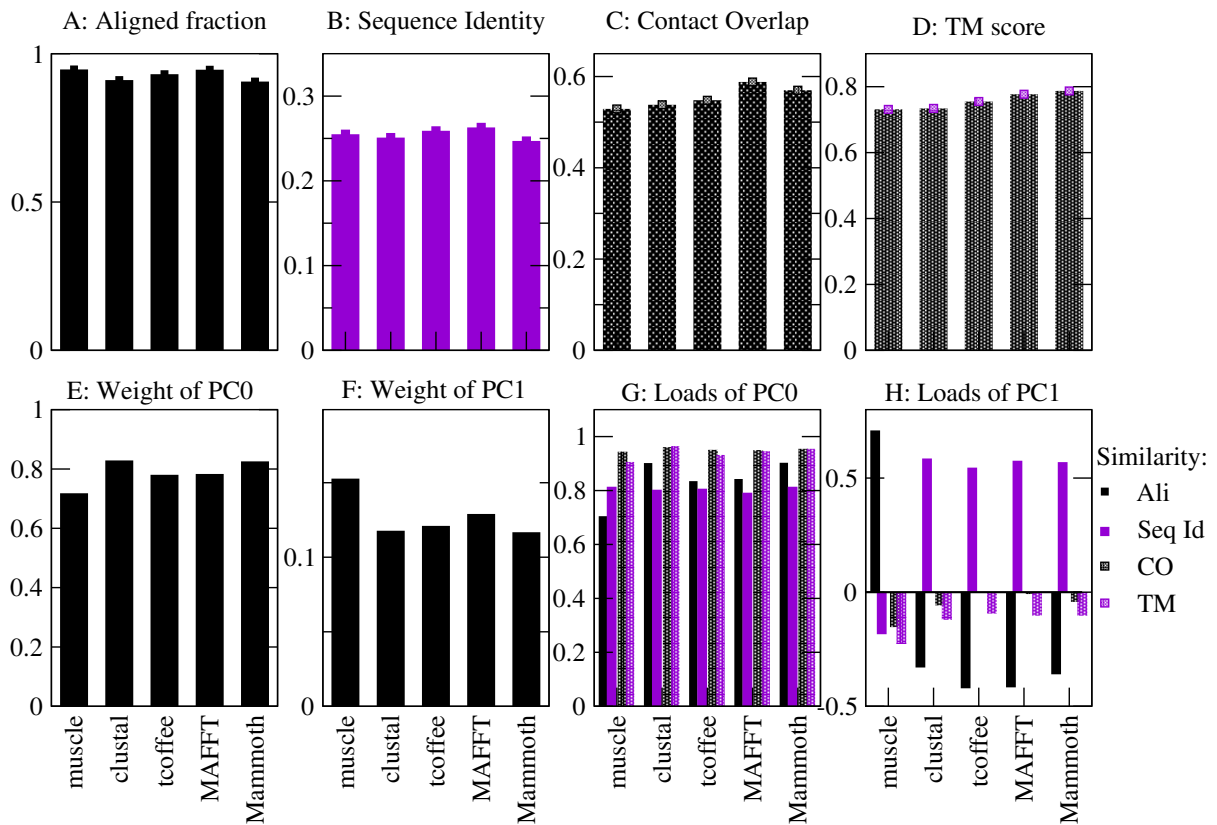 A: Aligned fraction
B: Sequence Identity
C: Contact Overlap
D: TM score
1
0.5
0
0.3
0.2
0.1
0
0.6
0.4
0.2
0
0.8
0.6
0.4
0.2
0
E: Weight of PC0
F: Weight of PC1
G: Loads of PC0
H: Loads of PC1
1
0.8
0.6
0.4
0.2
0
0.1
0
1
0.8
0.6
0.4
0.2
0
0.5
0
-0.5
Similarity:
Ali
Seq Id
CO
TM
muscle
clustal
tcoffee
MAFFT
Mammoth
muscle
clustal
tcoffee
MAFFT
Mammoth
muscle
clustal
tcoffee
MAFFT
Mammoth
muscle
clustal
tcoffee
MAFFT
Mammoth